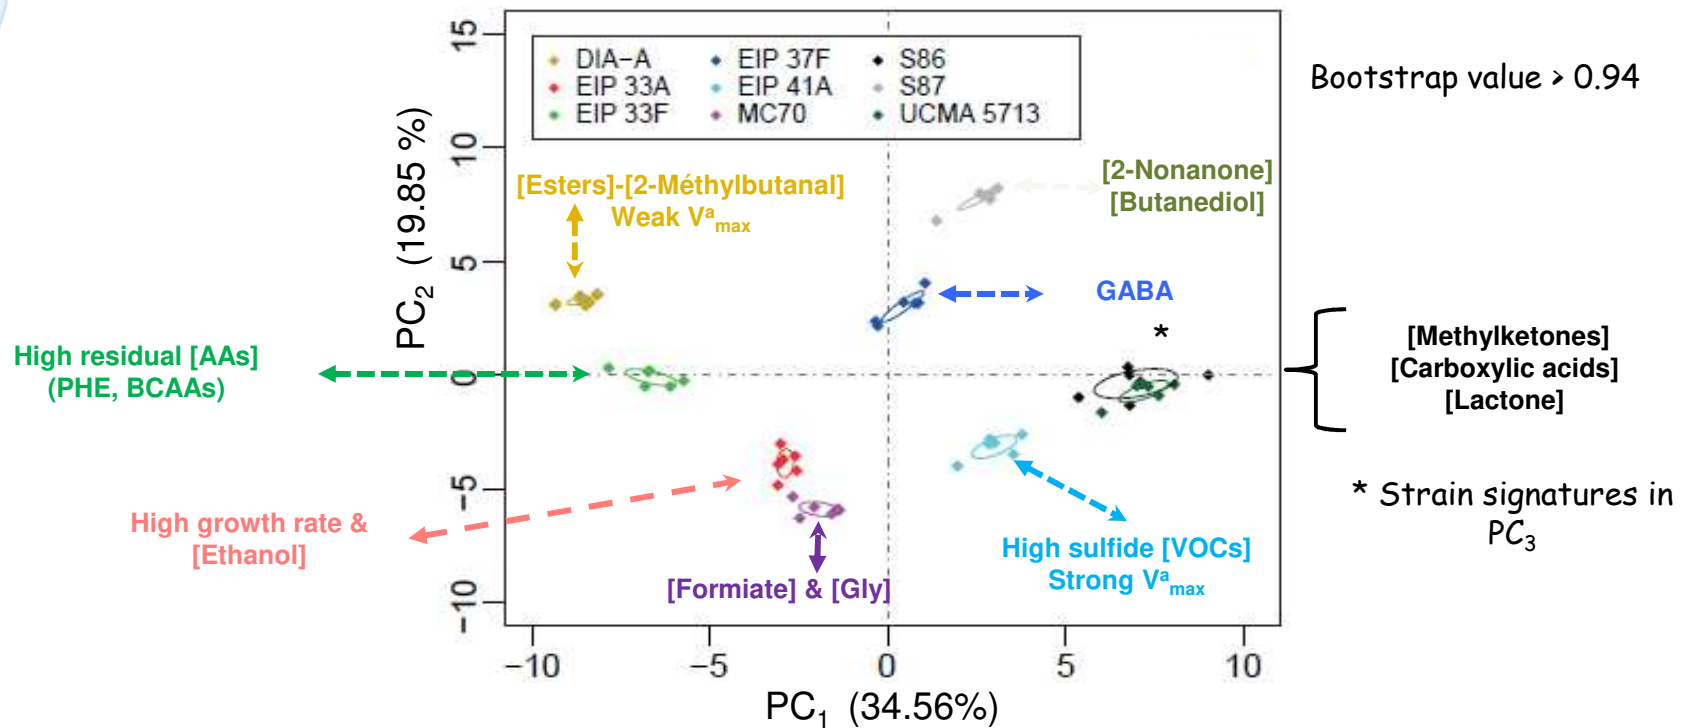 15
10
5
0
−5
−10
PC2 (19.85 %)
DIA−A
EIP 33A
EIP 33F
EIP 37F
EIP 41A
MC70
S86
S87
UCMA 5713
Bootstrap value > 0.94
[Esters]-[2-Méthylbutanal]
Weak Vamax
[2-Nonanone]
[Butanediol]
GABA
*
High residual [AAs]
(PHE, BCAAs)
[Methylketones]
[Carboxylic acids]
[Lactone]
High growth rate &
[Ethanol]
[Formiate] & [Gly]
High sulfide [VOCs]
Strong Vamax
* Strain signatures in
PC3
−10
−5
0
5
10
PC1 (34.56%)